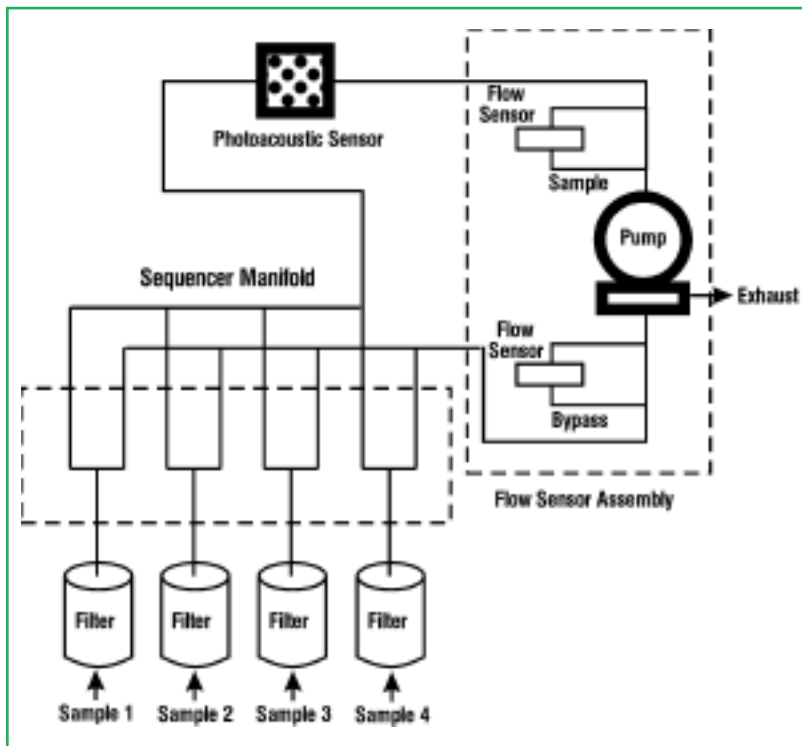 Flow
Sensor
Photoacoustic Sensor
Sample
Pump
Sequencer Manifold
Exhaust
Flow
Sensor
Bypass
Flow Sensor Assembly
Filter
Filter
Filter
Filter
Sample 1
Sample 2
Sample 3
Sample 4